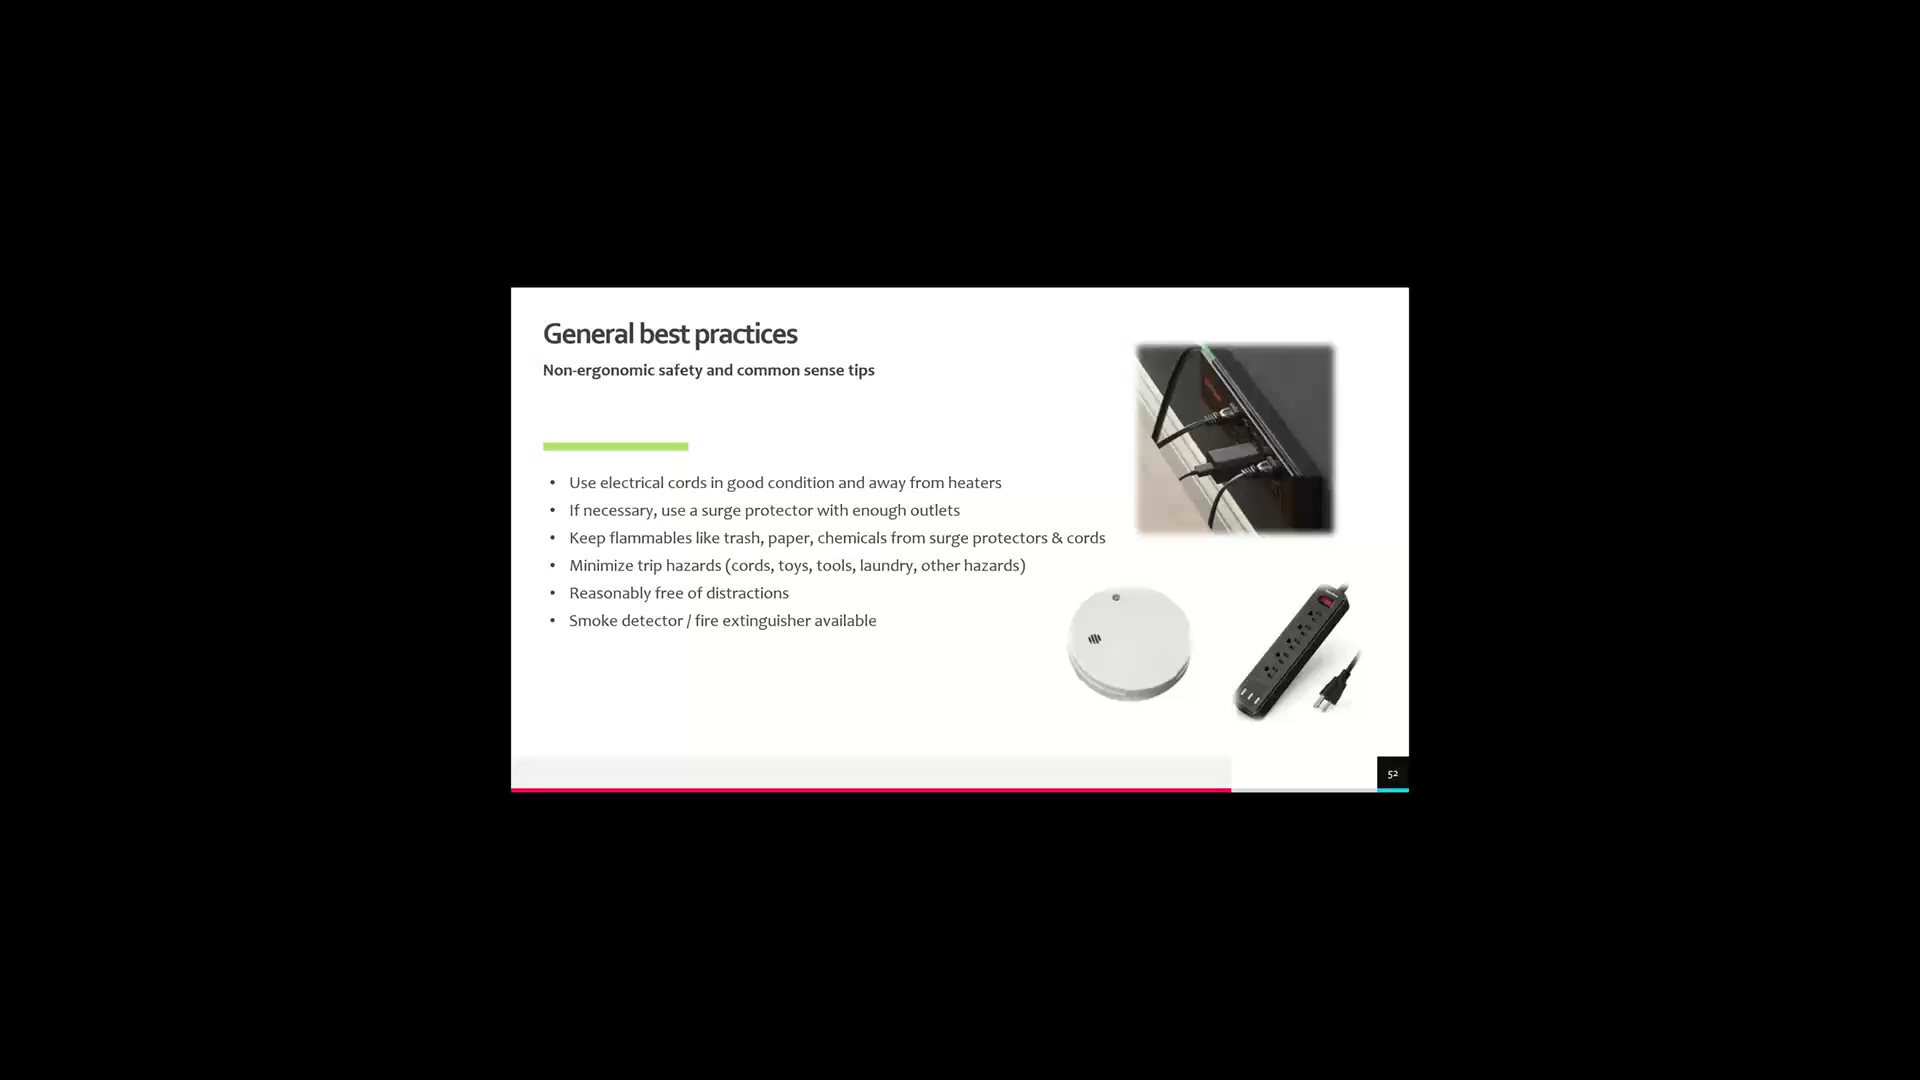 General best practices
Non-ergonomic safety and common sense tips
• Use electrical cords in good condition and away from heaters
• If necessary, use a surge protector with enough outlets
• Keep flammables like trash, paper, chemicals from surge protectors & cords
• Minimize trip hazards (cords, toys, tools, laundry, other hazards)
• Reasonably free of distractions
• Smoke detector / fire extinguisher available
52